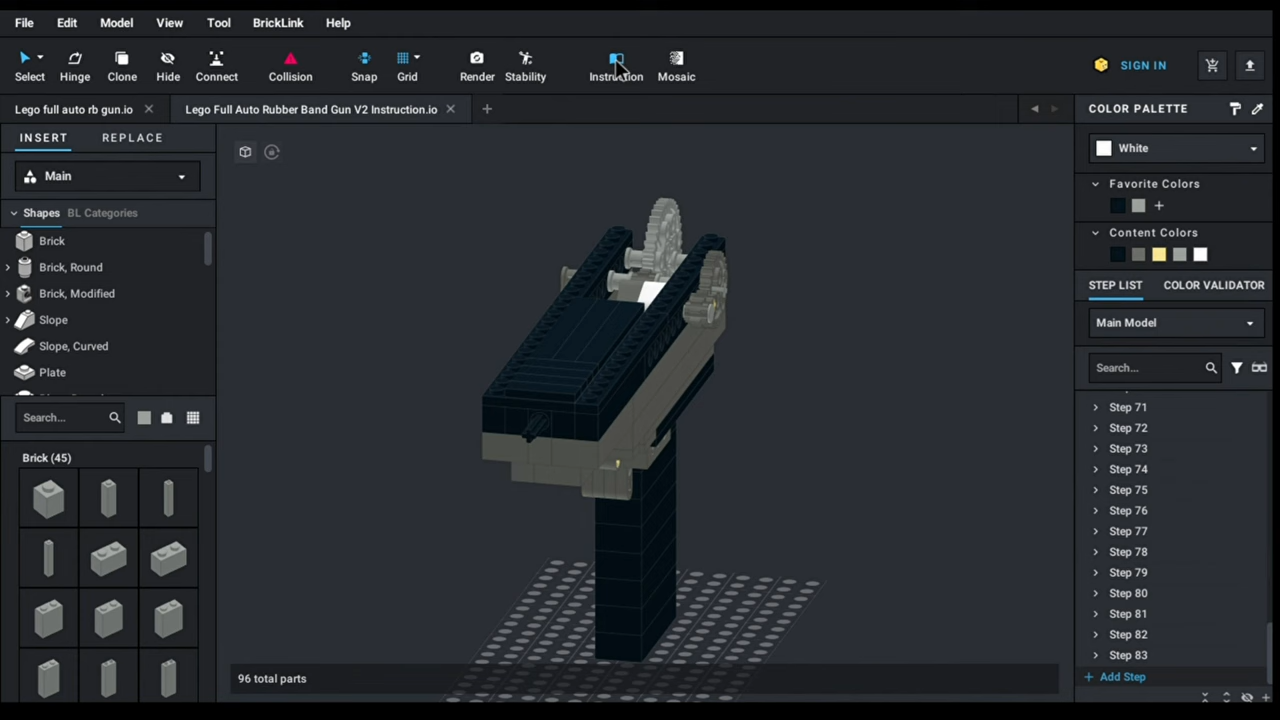 File Edit Model View Tool BrickLink Help
Select Hinge Clone Hide Connect Collision Snap Grid Render Stability Instruction Mosaic SIGN IN
Lego full auto rb gun.io Lego Full Auto Rubber Band Gun V2 Instruction.io COLOR PALETTE
INSERT REPLACE
White
Main
Favorite Colors
Shapes BL Categories
Content Colors
Brick
Brick, Round
Brick, Modified
STEP LIST COLOR VALIDATOR
Slope
Main Model
Slope, Curved
Plate
Search...
Search...
Brick (45)
Step 71
Step 72
Step 73
Step 74
Step 75
Step 76
Step 77
Step 78
Step 79
Step 80
Step 81
Step 82
Step 83
96 total parts
Add Step